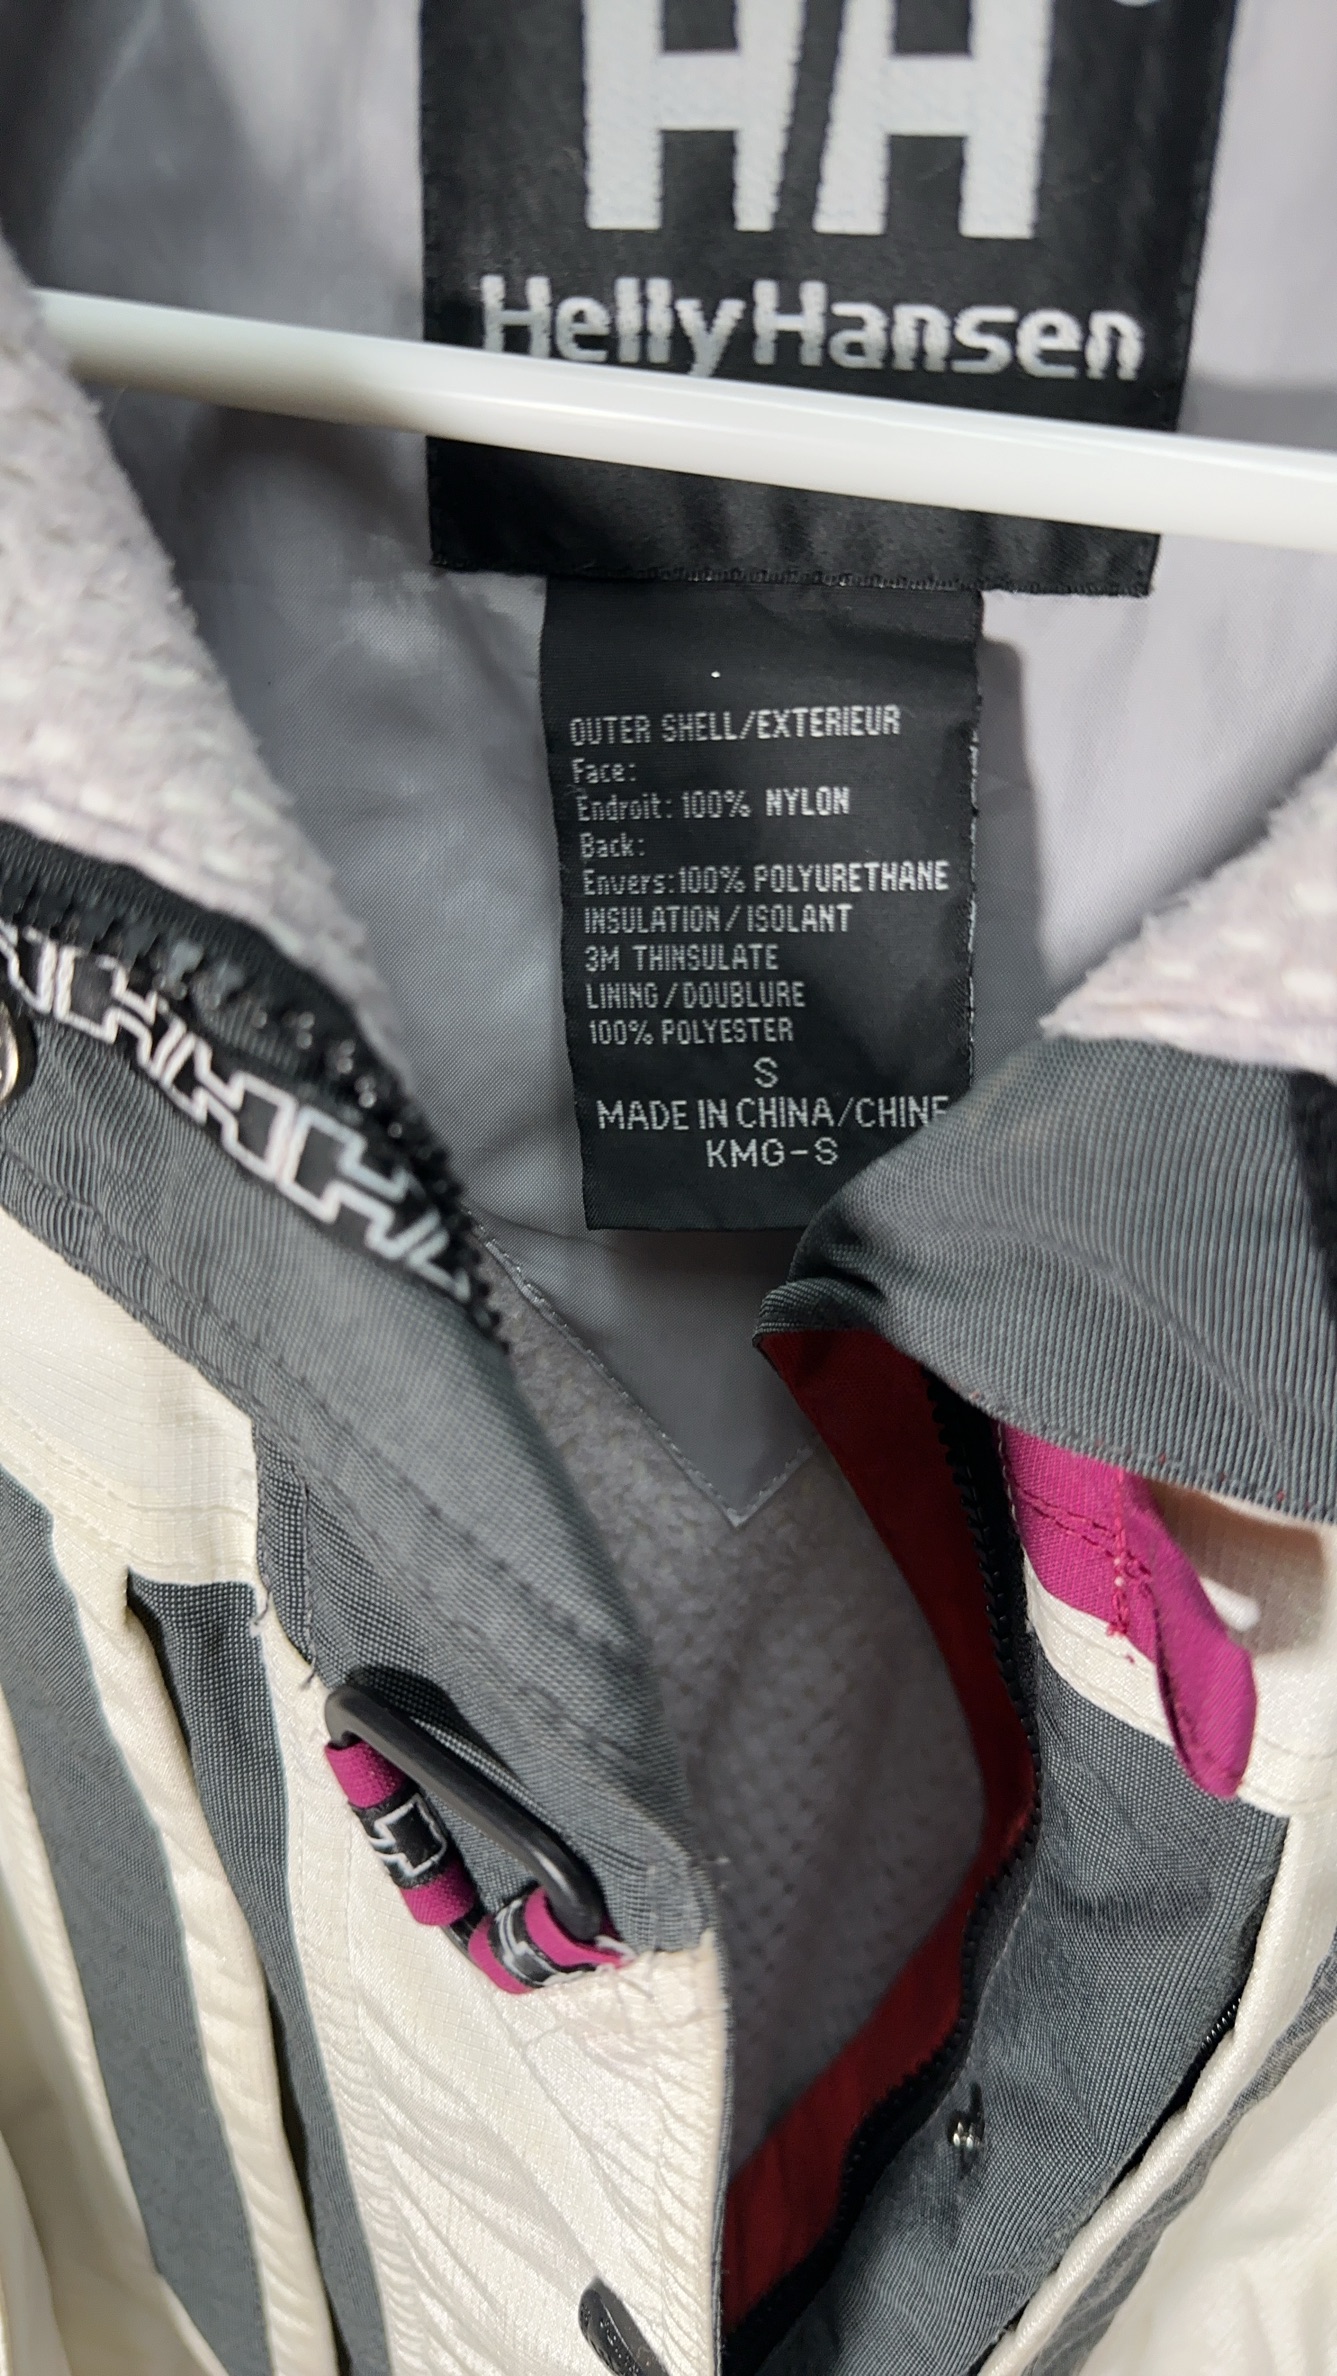 HH
Helly Hansen
OUTER SHELL/EXTERIEUR
Face:
Endroit: 100% NYLON
Back:
Envers: 100% POLYURETHANE
INSULATION/ISOLANT
3M THINSULATE
LINING/DOUBLURE
100% POLYESTER
S
MADE IN CHINA/CHINE
KMG-S